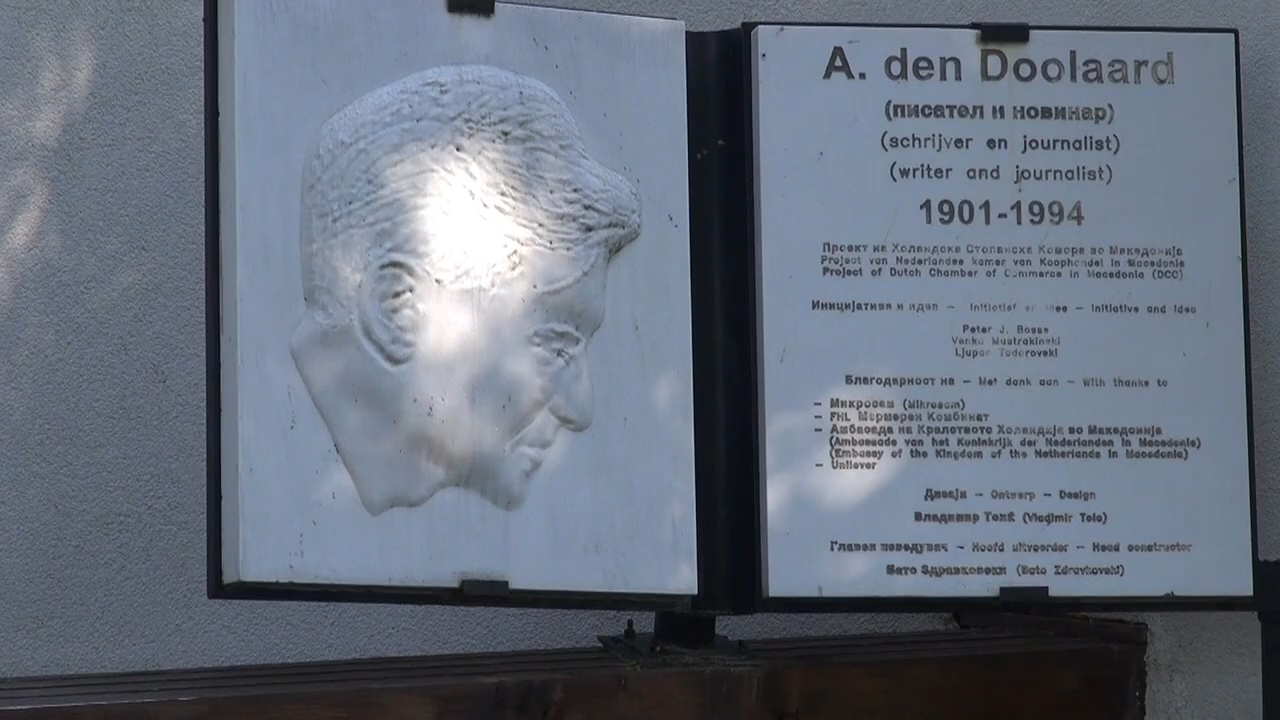 A. den Doolaard
(писател и новинар)
(schrijver en journalist)
(writer and journalist)
1901-1994
Проект на Холандска Стопанска Комора во Македонија
Project van Nederlandse kamer van Koophandel in Macedonie
Project of Dutch Chamber of Commerce in Macedonia (DCC)
Иницијатива и идеа - Initiatief en idee - Initiative and Idea
Peter J. Bosse
Vanko Mustrakinski
Ljupco Todorovski
Благодарност на - Met dank aan - With thanks to
- Микросам (Mikrosam)
- FHL Мермерен Комбинат
- Амбасада на Кралството Холандија во Македонија
(Ambassade van het Koninkrijk der Nederlanden in Macedonie)
(Embassy of the Kingdom of the Netherlands in Macedonia)
- Unilever
Дизајн - Ontwerp - Design
Владимир (Vladimir
Главен изведувач - Hoofd uitvoerder - Head constructor
Бато Здравковски (Bato Zdravkovski)